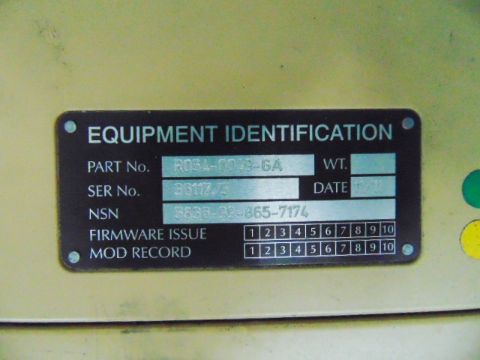 EQUIPMENT IDENTIFICATION
PART No. WT.
SER No. DATE
NSN
FIRMWARE ISSUE 1 2 3 4 5 6 7 8 9 10
MOD RECORD 1 2 3 4 5 6 7 8 9 10